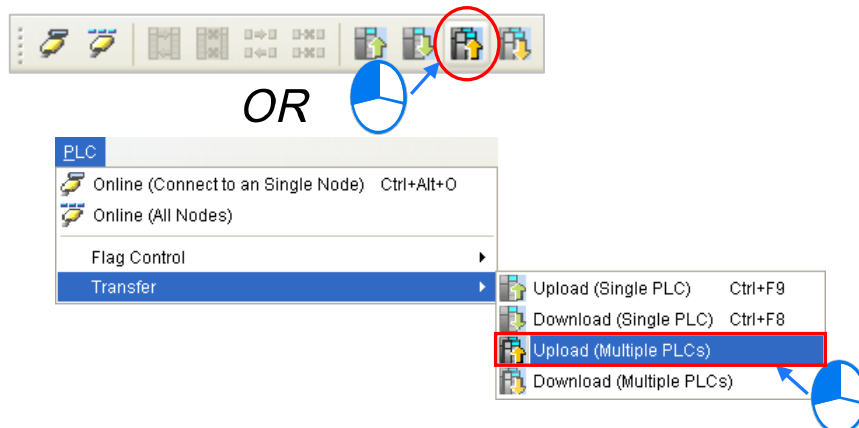 OR
PLC
Online (Connect to an Single Node) Ctrl+Alt+O
Online (All Nodes)
Flag Control
Transfer
Upload (Single PLC) Ctrl+F9
Download (Single PLC) Ctrl+F8
Upload (Multiple PLCs)
Download (Multiple PLCs)